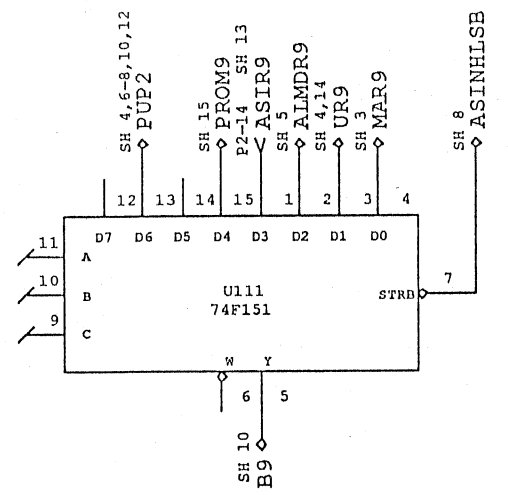 SH 4,6-8,10,12
PUP2
SH 15
PROM9
P2-14 SH 13
ASIR9
SH 5
ALMDR9
SH 4,14
UR9
SH 3
MAR9
SH 8
ASINHLSB
12 13 14 15 1 2 3 4
D7 D6 D5 D4 D3 D2 D1 D0
11 A
10 B
9 C
U111
74F151
STRB 7
W Y
6 5
SH 10
B9